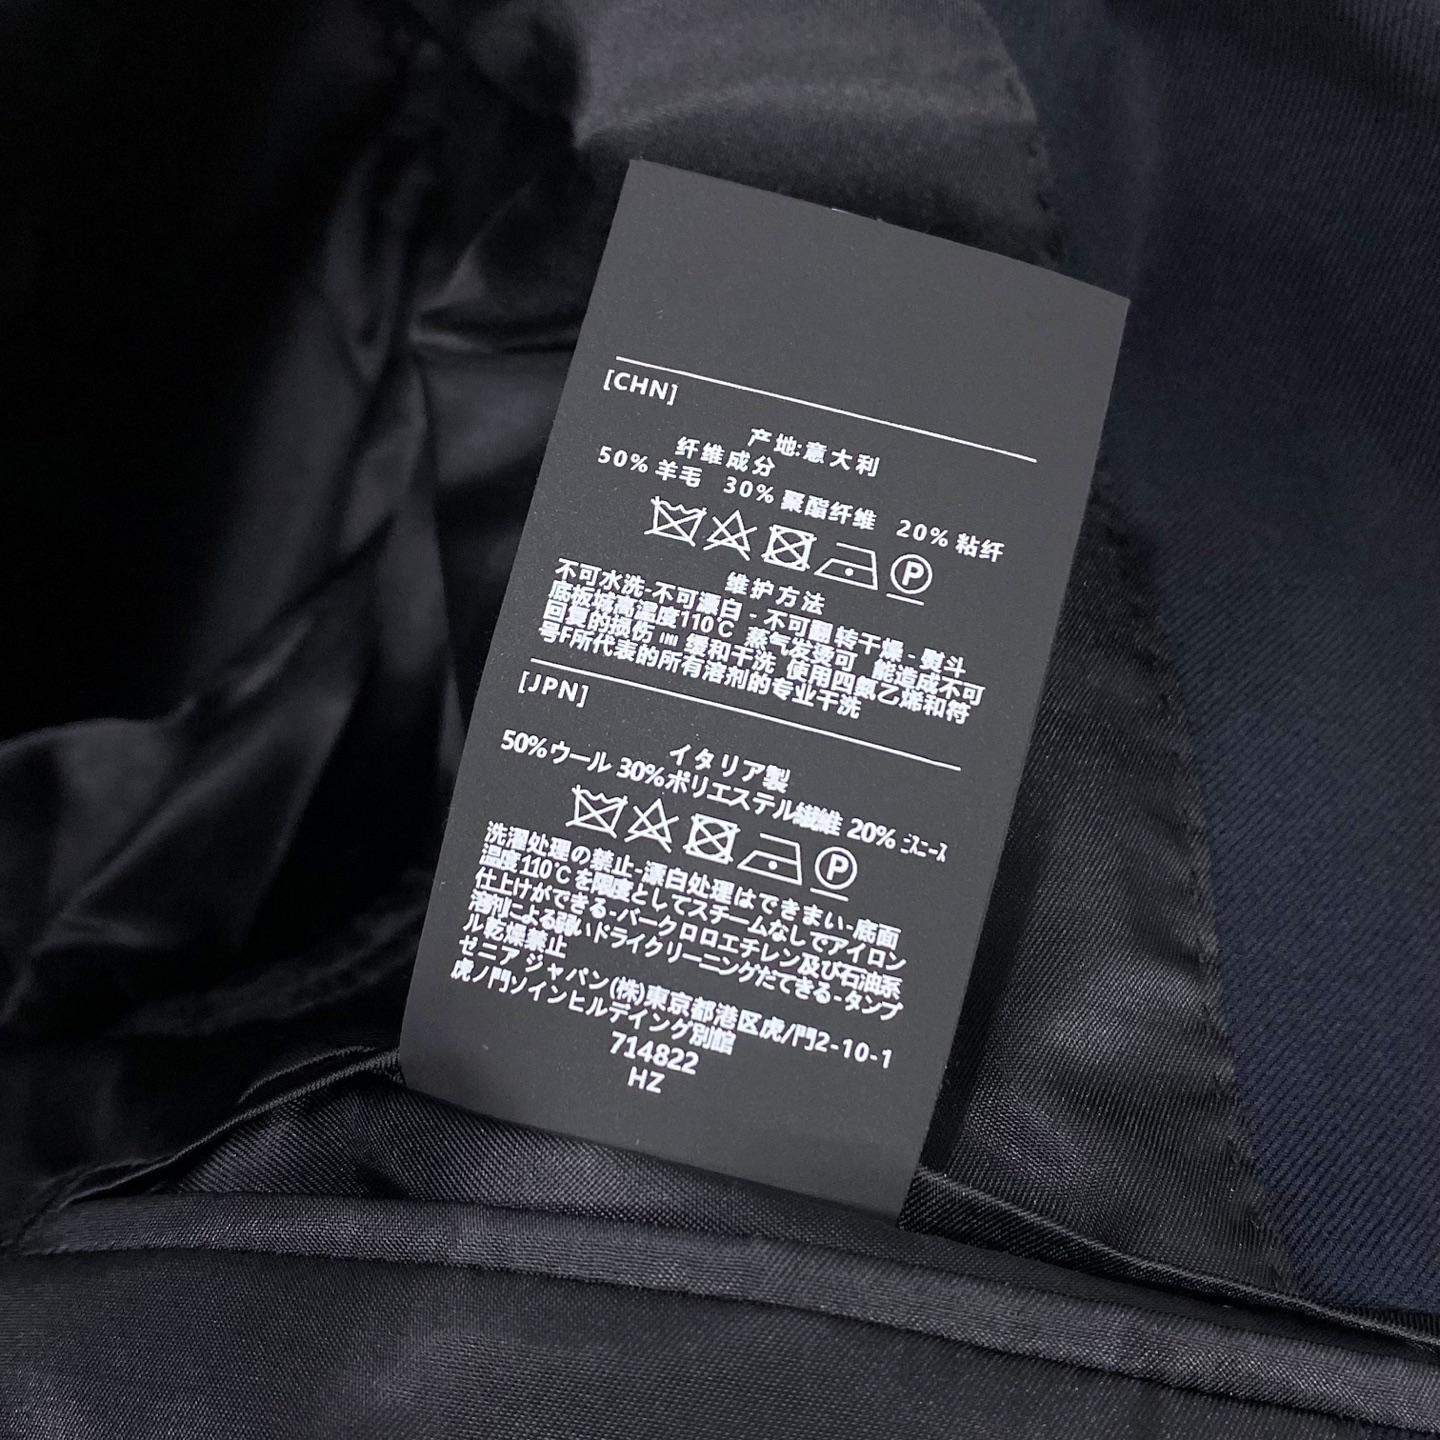 [CHN]
产地:意大利
纤维成分
50% 羊毛 30% 聚酯纤维 20% 粘纤
P
维护方法
不可水洗-不可漂白 - 不可翻转干燥 - 熨斗
底板城高温度110℃ 蒸气发烫可 能造成不可
回复的损伤 缓和干洗 使用四氯乙烯和符
号F所代表的所有溶剂的专业干洗
[JPN]
イタリア製
50%ウール 30%ポリエステル繊維 20%
P
洗濯处理の禁止-漂白处理はできまい-底面
温度110℃を限度としてスチームなしでアイロン
仕上げができる-パークロロエチレン及び石油泵
溶剂による弱いドライクリーニングだてきる-タンプ
ル乾燥禁止
ゼニア ジャパン(株)東京都港区虎ノ門2-10-1
虎ノ門ツインヒルディング別館
714822
HZ